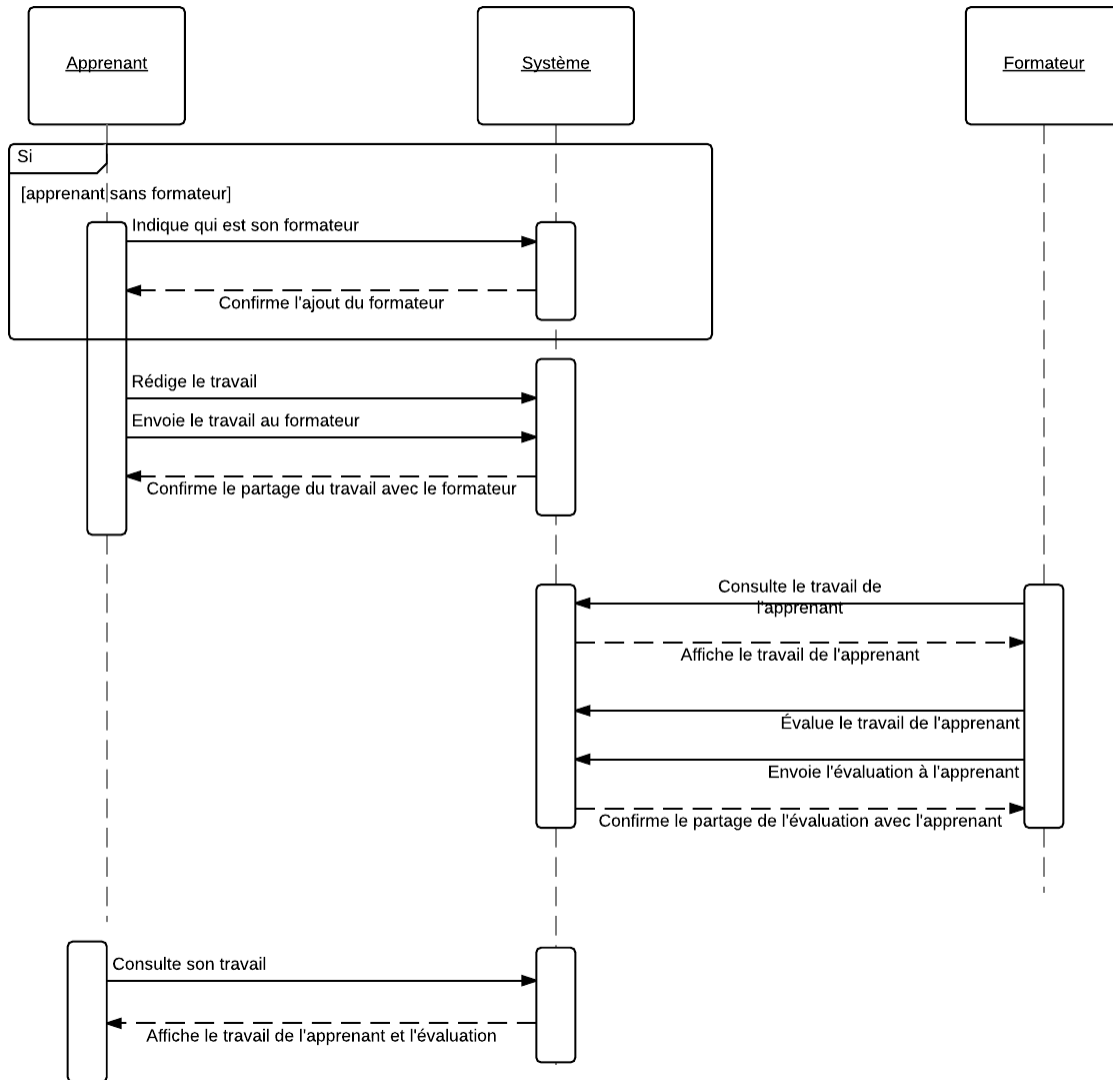 Apprenant
Système
Formateur
Si
[apprenant sans formateur]
Indique qui est son formateur
Confirme l'ajout du formateur
Rédige le travail
Envoie le travail au formateur
Confirme le partage du travail avec le formateur
Consulte le travail de
l'apprenant
Affiche le travail de l'apprenant
Évalue le travail de l'apprenant
Envoie l'évaluation à l'apprenant
Confirme le partage de l'évaluation avec l'apprenant
Consulte son travail
Affiche le travail de l'apprenant et l'évaluation